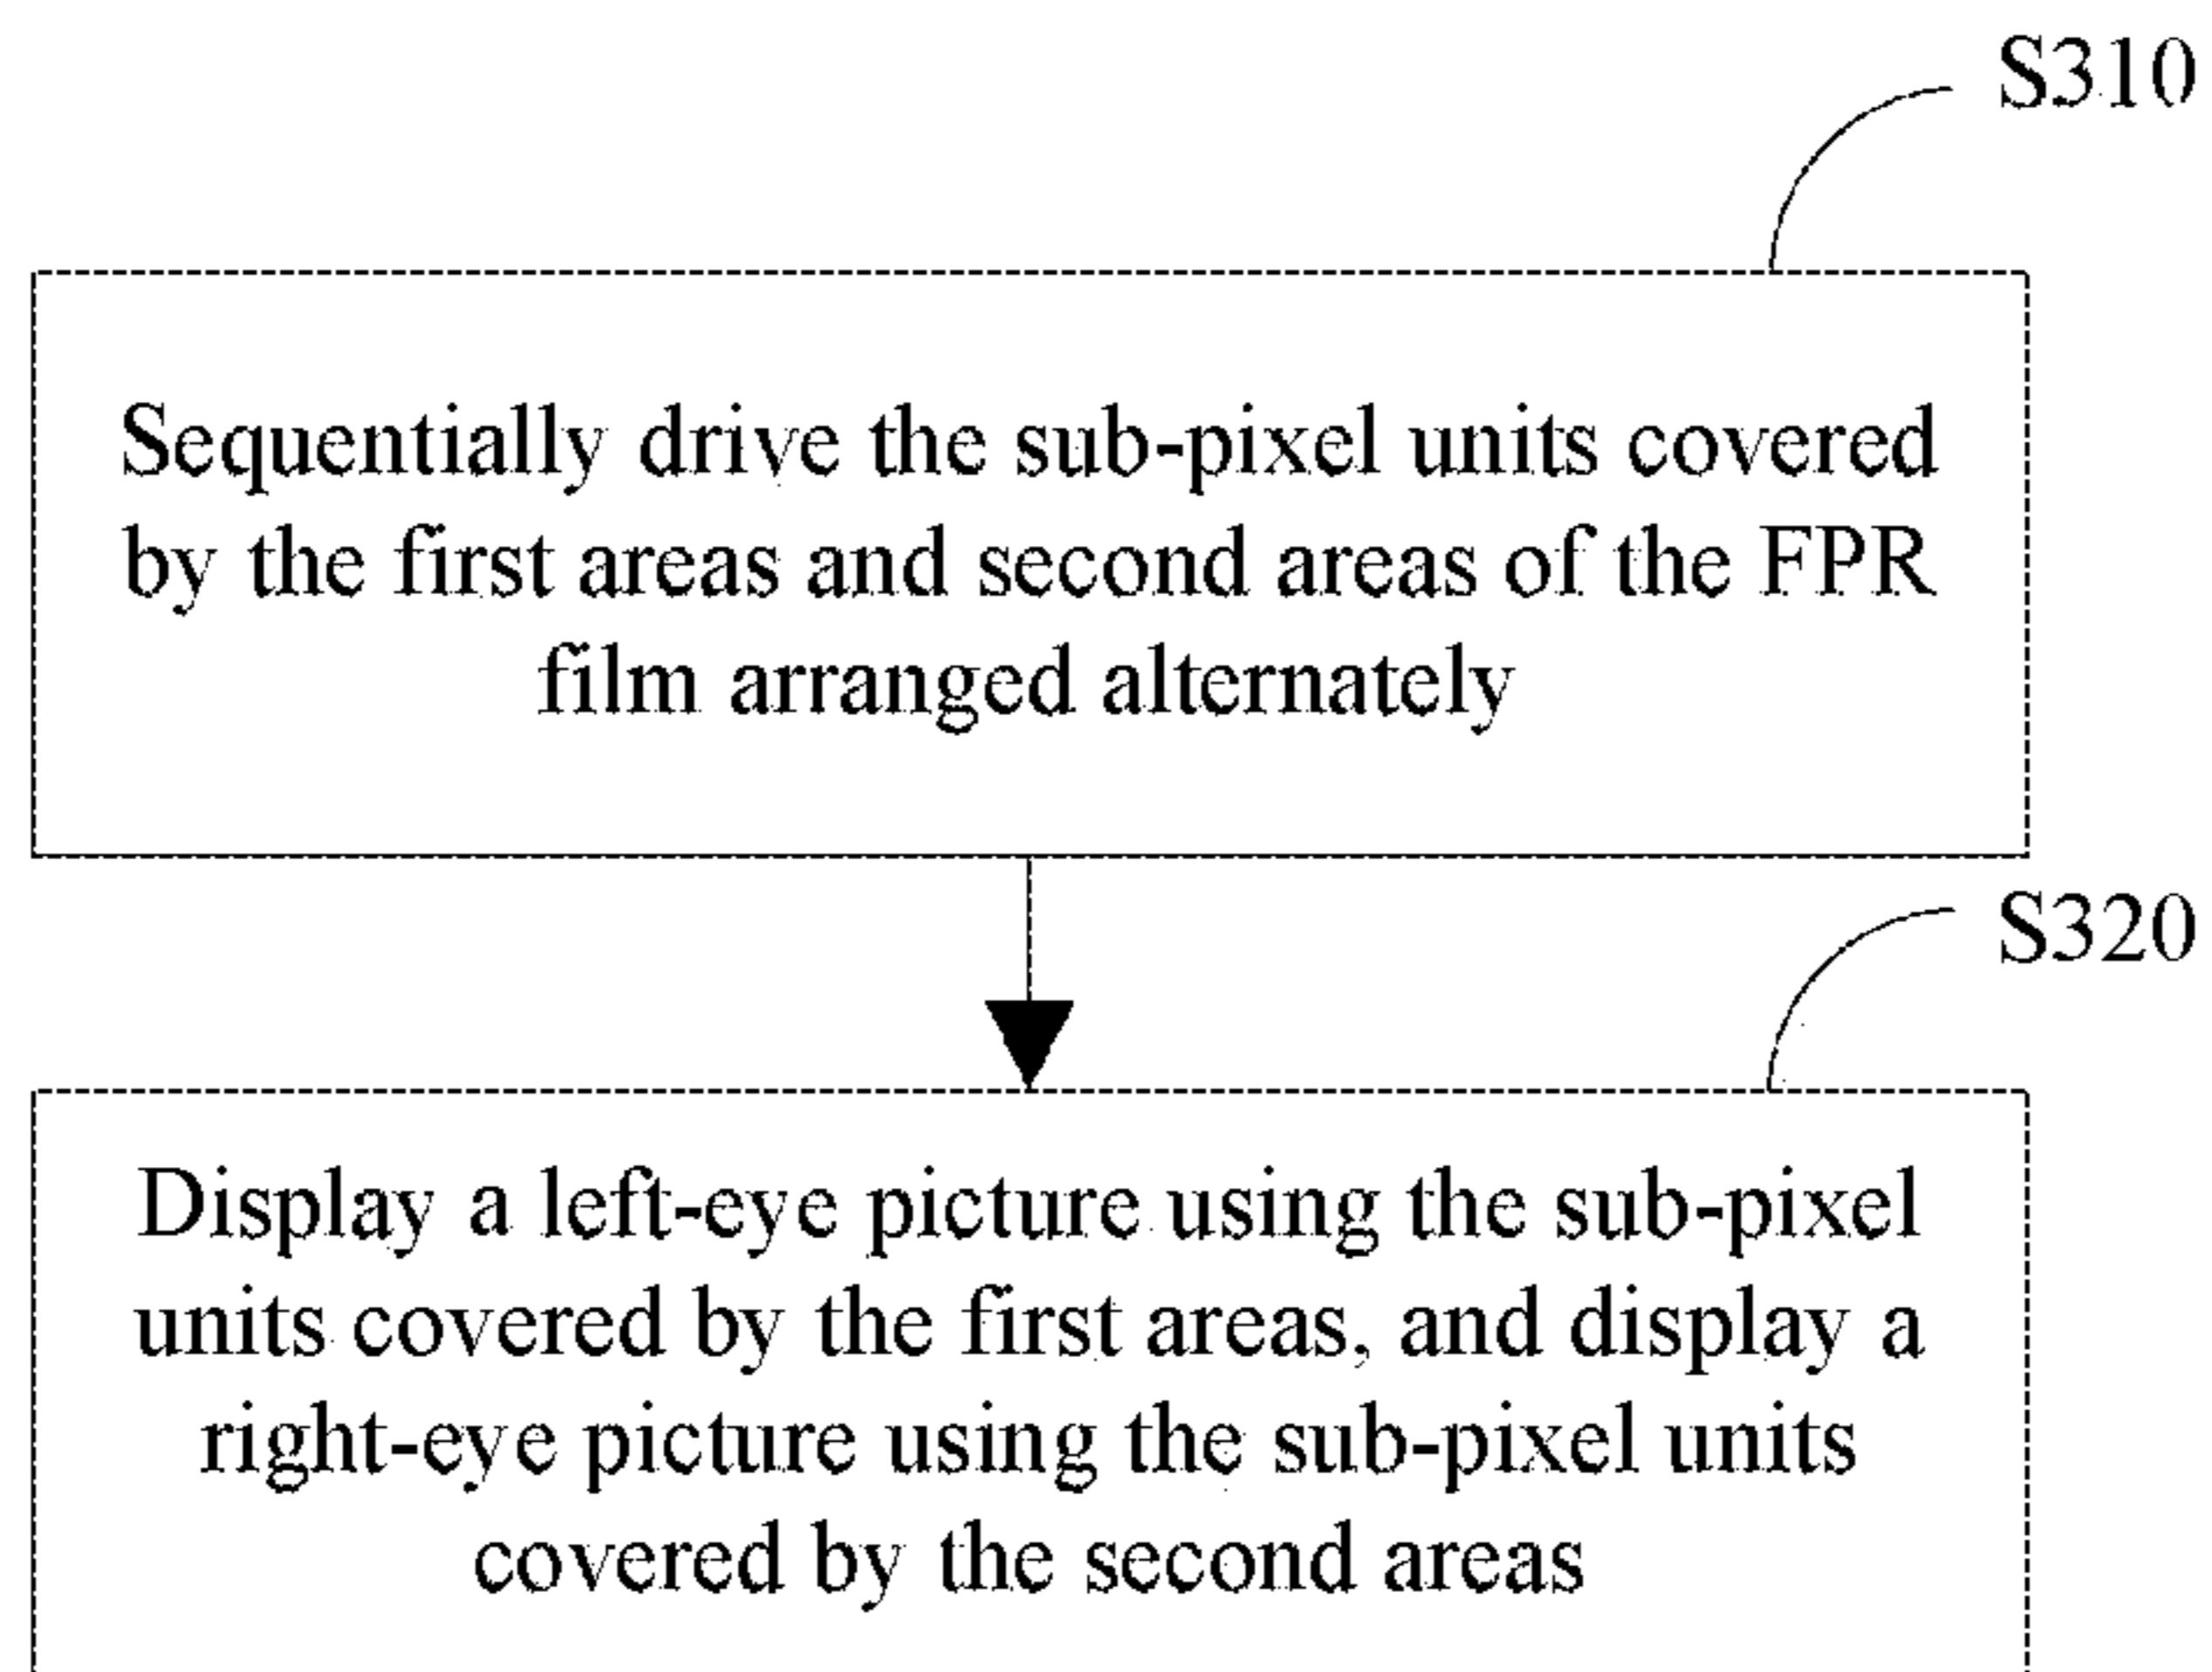 S310
Sequentially drive the sub-pixel units covered
by the first areas and second areas of the FPR
film arranged alternately
S320
Display a left-eye picture using the sub-pixel
units covered by the first areas, and display a
right-eye picture using the sub-pixel units
covered by the second areas